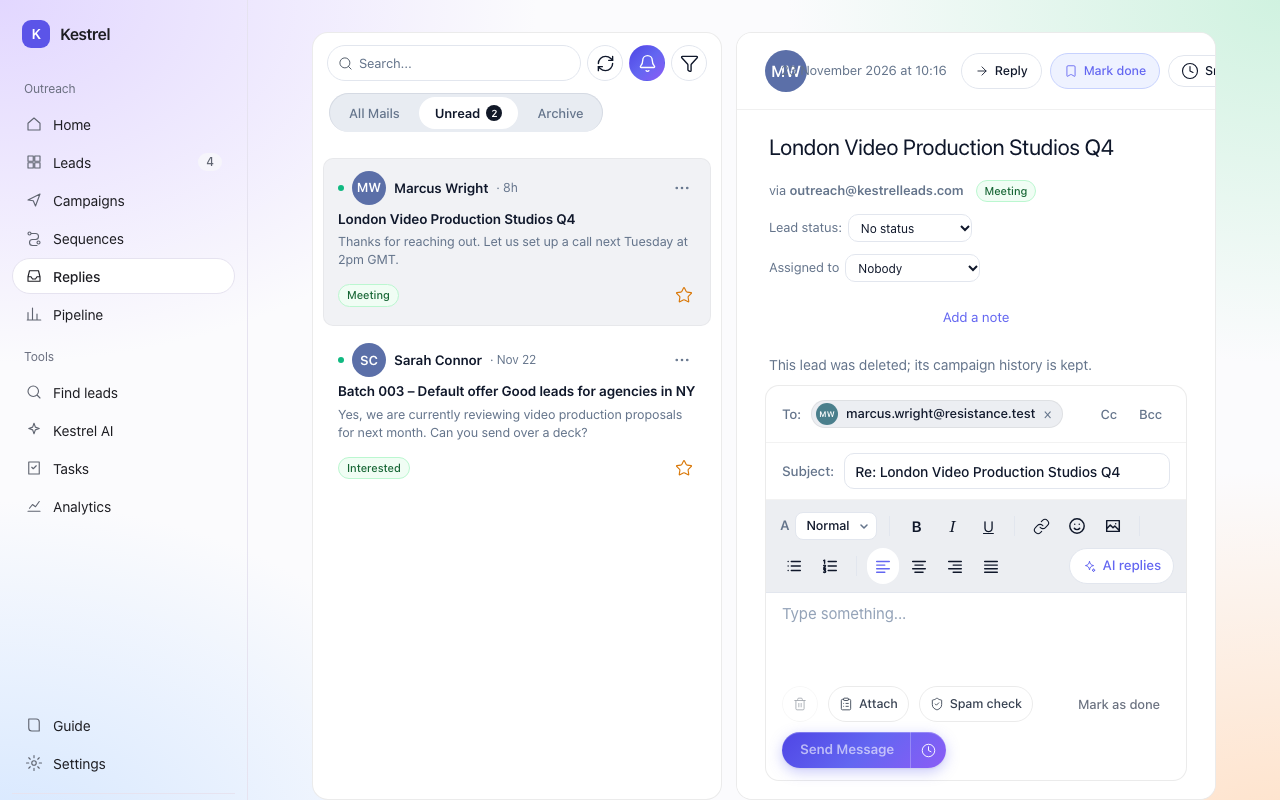 K Kestrel
Outreach
Home
Leads 4
Campaigns
Sequences
Replies
Pipeline
Tools
Find leads
Kestrel AI
Tasks
Analytics
Guide
Settings
Search...
All Mails Unread 2 Archive
MW Marcus Wright · 8h
London Video Production Studios Q4
Thanks for reaching out. Let us set up a call next Tuesday at
2pm GMT.
Meeting
SC Sarah Connor · Nov 22
Batch 003 – Default offer Good leads for agencies in NY
Yes, we are currently reviewing video production proposals
for next month. Can you send over a deck?
Interested
MW November 2026 at 10:16 Reply Mark done
London Video Production Studios Q4
via outreach@kestrelleads.com Meeting
Lead status: No status
Assigned to Nobody
Add a note
This lead was deleted; its campaign history is kept.
To: MW marcus.wright@resistance.test × Cc Bcc
Subject: Re: London Video Production Studios Q4
A Normal B I U
AI replies
Type something...
Attach Spam check Mark as done
Send Message